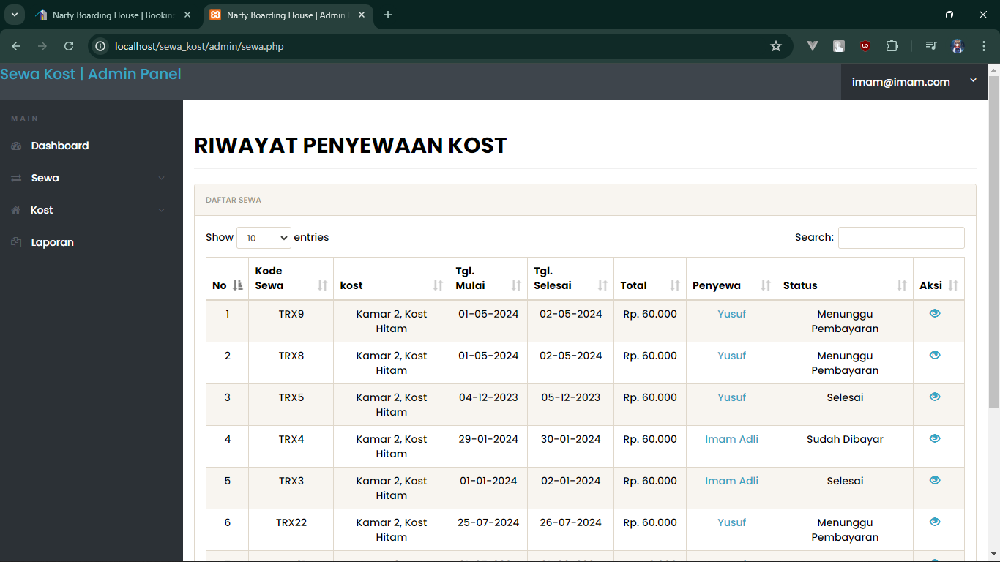 Narty Boarding House | Bookin
Narty Boarding House | Admin
localhost/sewa_kost/admin/sewa.php
Sewa Kost | Admin Panel
imam@imam.com
MAIN
Dashboard
Sewa
Kost
Laporan
RIWAYAT PENYEWAAN KOST
DAFTAR SEWA
Show 10 entries
Search:
No Kode Sewa kost Tgl. Mulai Tgl. Selesai Total Penyewa Status Aksi
1 TRX9 Kamar 2, Kost Hitam 01-05-2024 02-05-2024 Rp. 60.000 Yusuf Menunggu Pembayaran
2 TRX8 Kamar 2, Kost Hitam 01-05-2024 02-05-2024 Rp. 60.000 Yusuf Menunggu Pembayaran
3 TRX5 Kamar 2, Kost Hitam 04-12-2023 05-12-2023 Rp. 60.000 Yusuf Selesai
4 TRX4 Kamar 2, Kost Hitam 29-01-2024 30-01-2024 Rp. 60.000 Imam Adli Sudah Dibayar
5 TRX3 Kamar 2, Kost Hitam 01-01-2024 02-01-2024 Rp. 60.000 Imam Adli Selesai
6 TRX22 Kamar 2, Kost Hitam 25-07-2024 26-07-2024 Rp. 60.000 Yusuf Menunggu Pembayaran